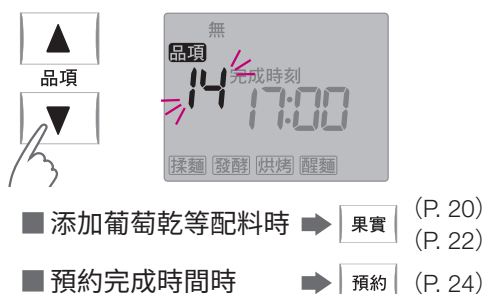 ▲
品項
▼
無
品項
14
完成時刻
17:00
揉麵 發酵 烘烤 醒麵
■ 添加葡萄乾等配料時 ➡ 果實 (P. 20)
(P. 22)
■ 預約完成時間時 ➡ 預約 (P. 24)